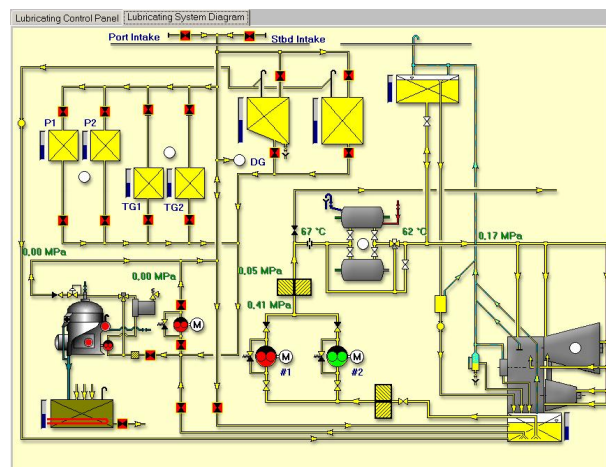 Lubricating Control Panel Lubricating System Diagram
Port Intake Stbd Intake
P1 P2
DG
TG1 TG2
67 °C 62 °C
0,17 MPa
0,00 MPa
0,00 MPa
0,05 MPa
0,41 MPa
M M M
#1 #2